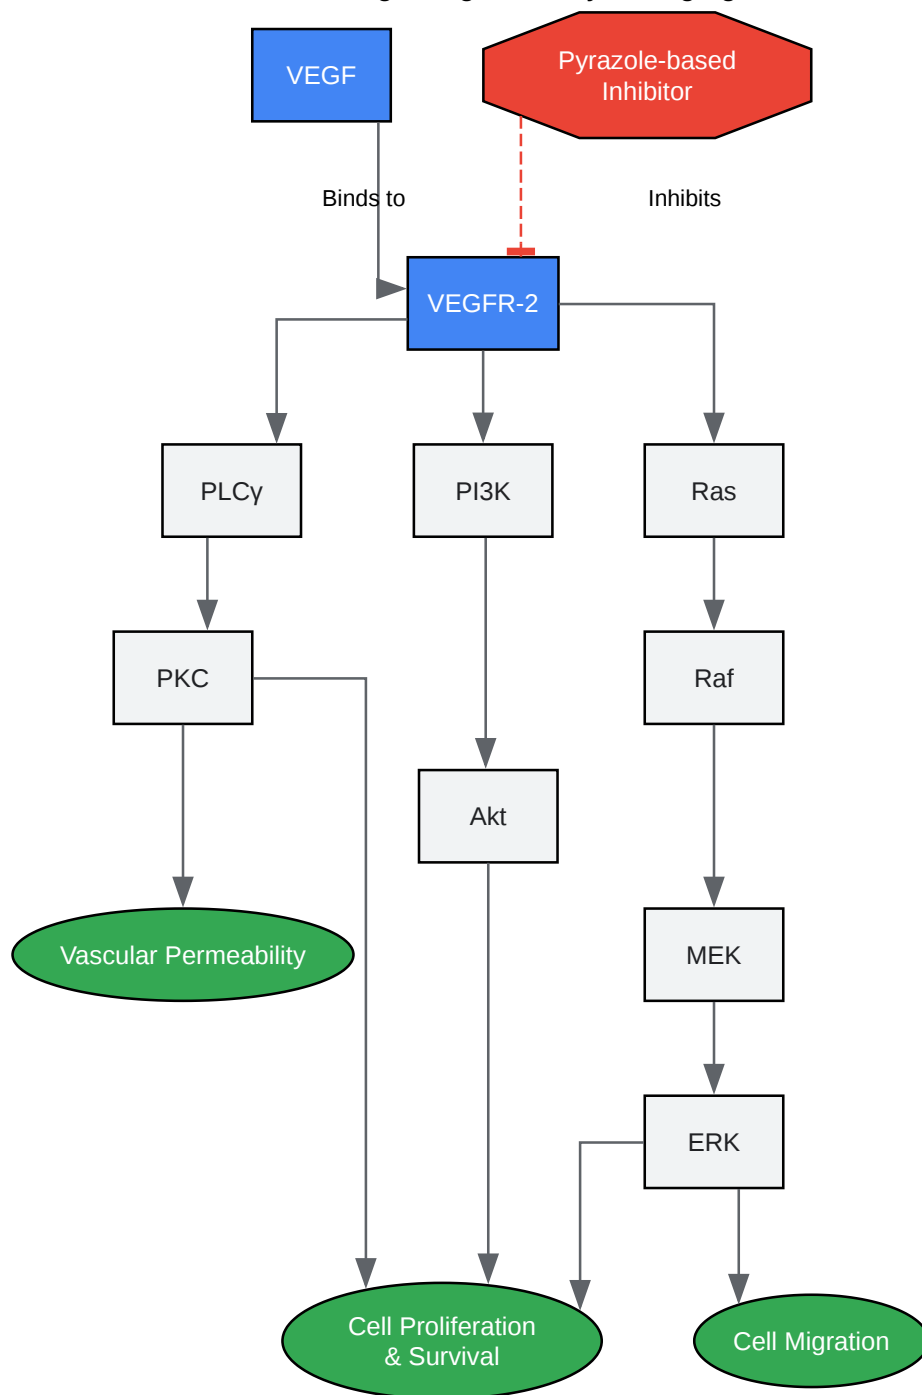 VEGF
Pyrazole-based
Inhibitor
Binds to
Inhibits
VEGFR-2
PLCγ
PI3K
Ras
PKC
Raf
Akt
Vascular Permeability
MEK
ERK
Cell Proliferation
& Survival
Cell Migration